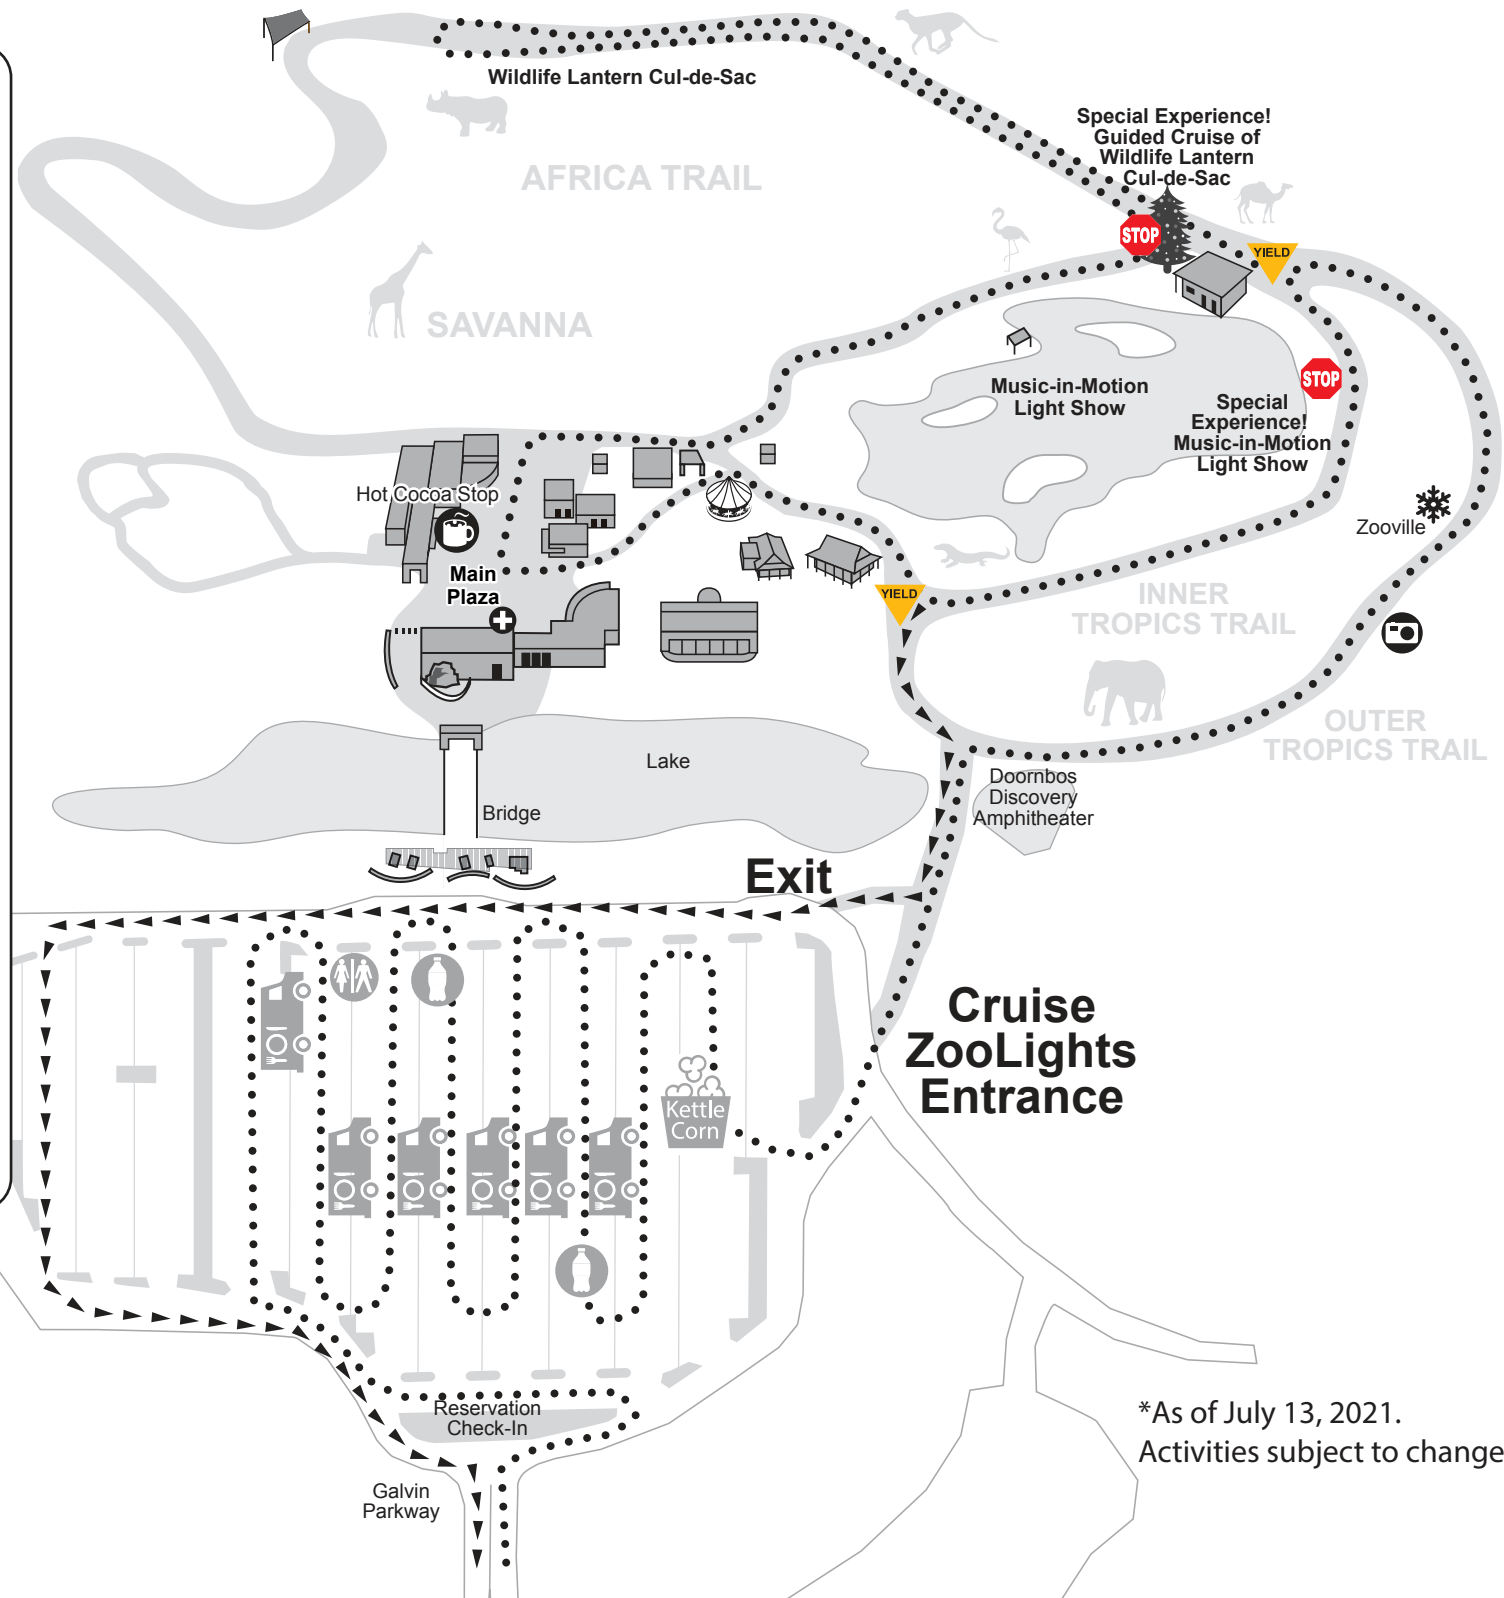 Wildlife Lantern Cul-de-Sac
Special Experience!
Guided Cruise of
Wildlife Lantern
Cul-de-Sac
AFRICA TRAIL
STOP
YIELD
SAVANNA
Music-in-Motion
Light Show
STOP
Special
Experience!
Music-in-Motion
Light Show
Hot Cocoa Stop
Zooville
Main
Plaza
YIELD
INNER
TROPICS TRAIL
OUTER
TROPICS TRAIL
Lake
Doornbos
Discovery
Amphitheater
Bridge
Exit
Cruise
ZooLights
Entrance
Kettle
Corn
Reservation
Check-In
*As of July 13, 2021.
Activities subject to change
Galvin
Parkway